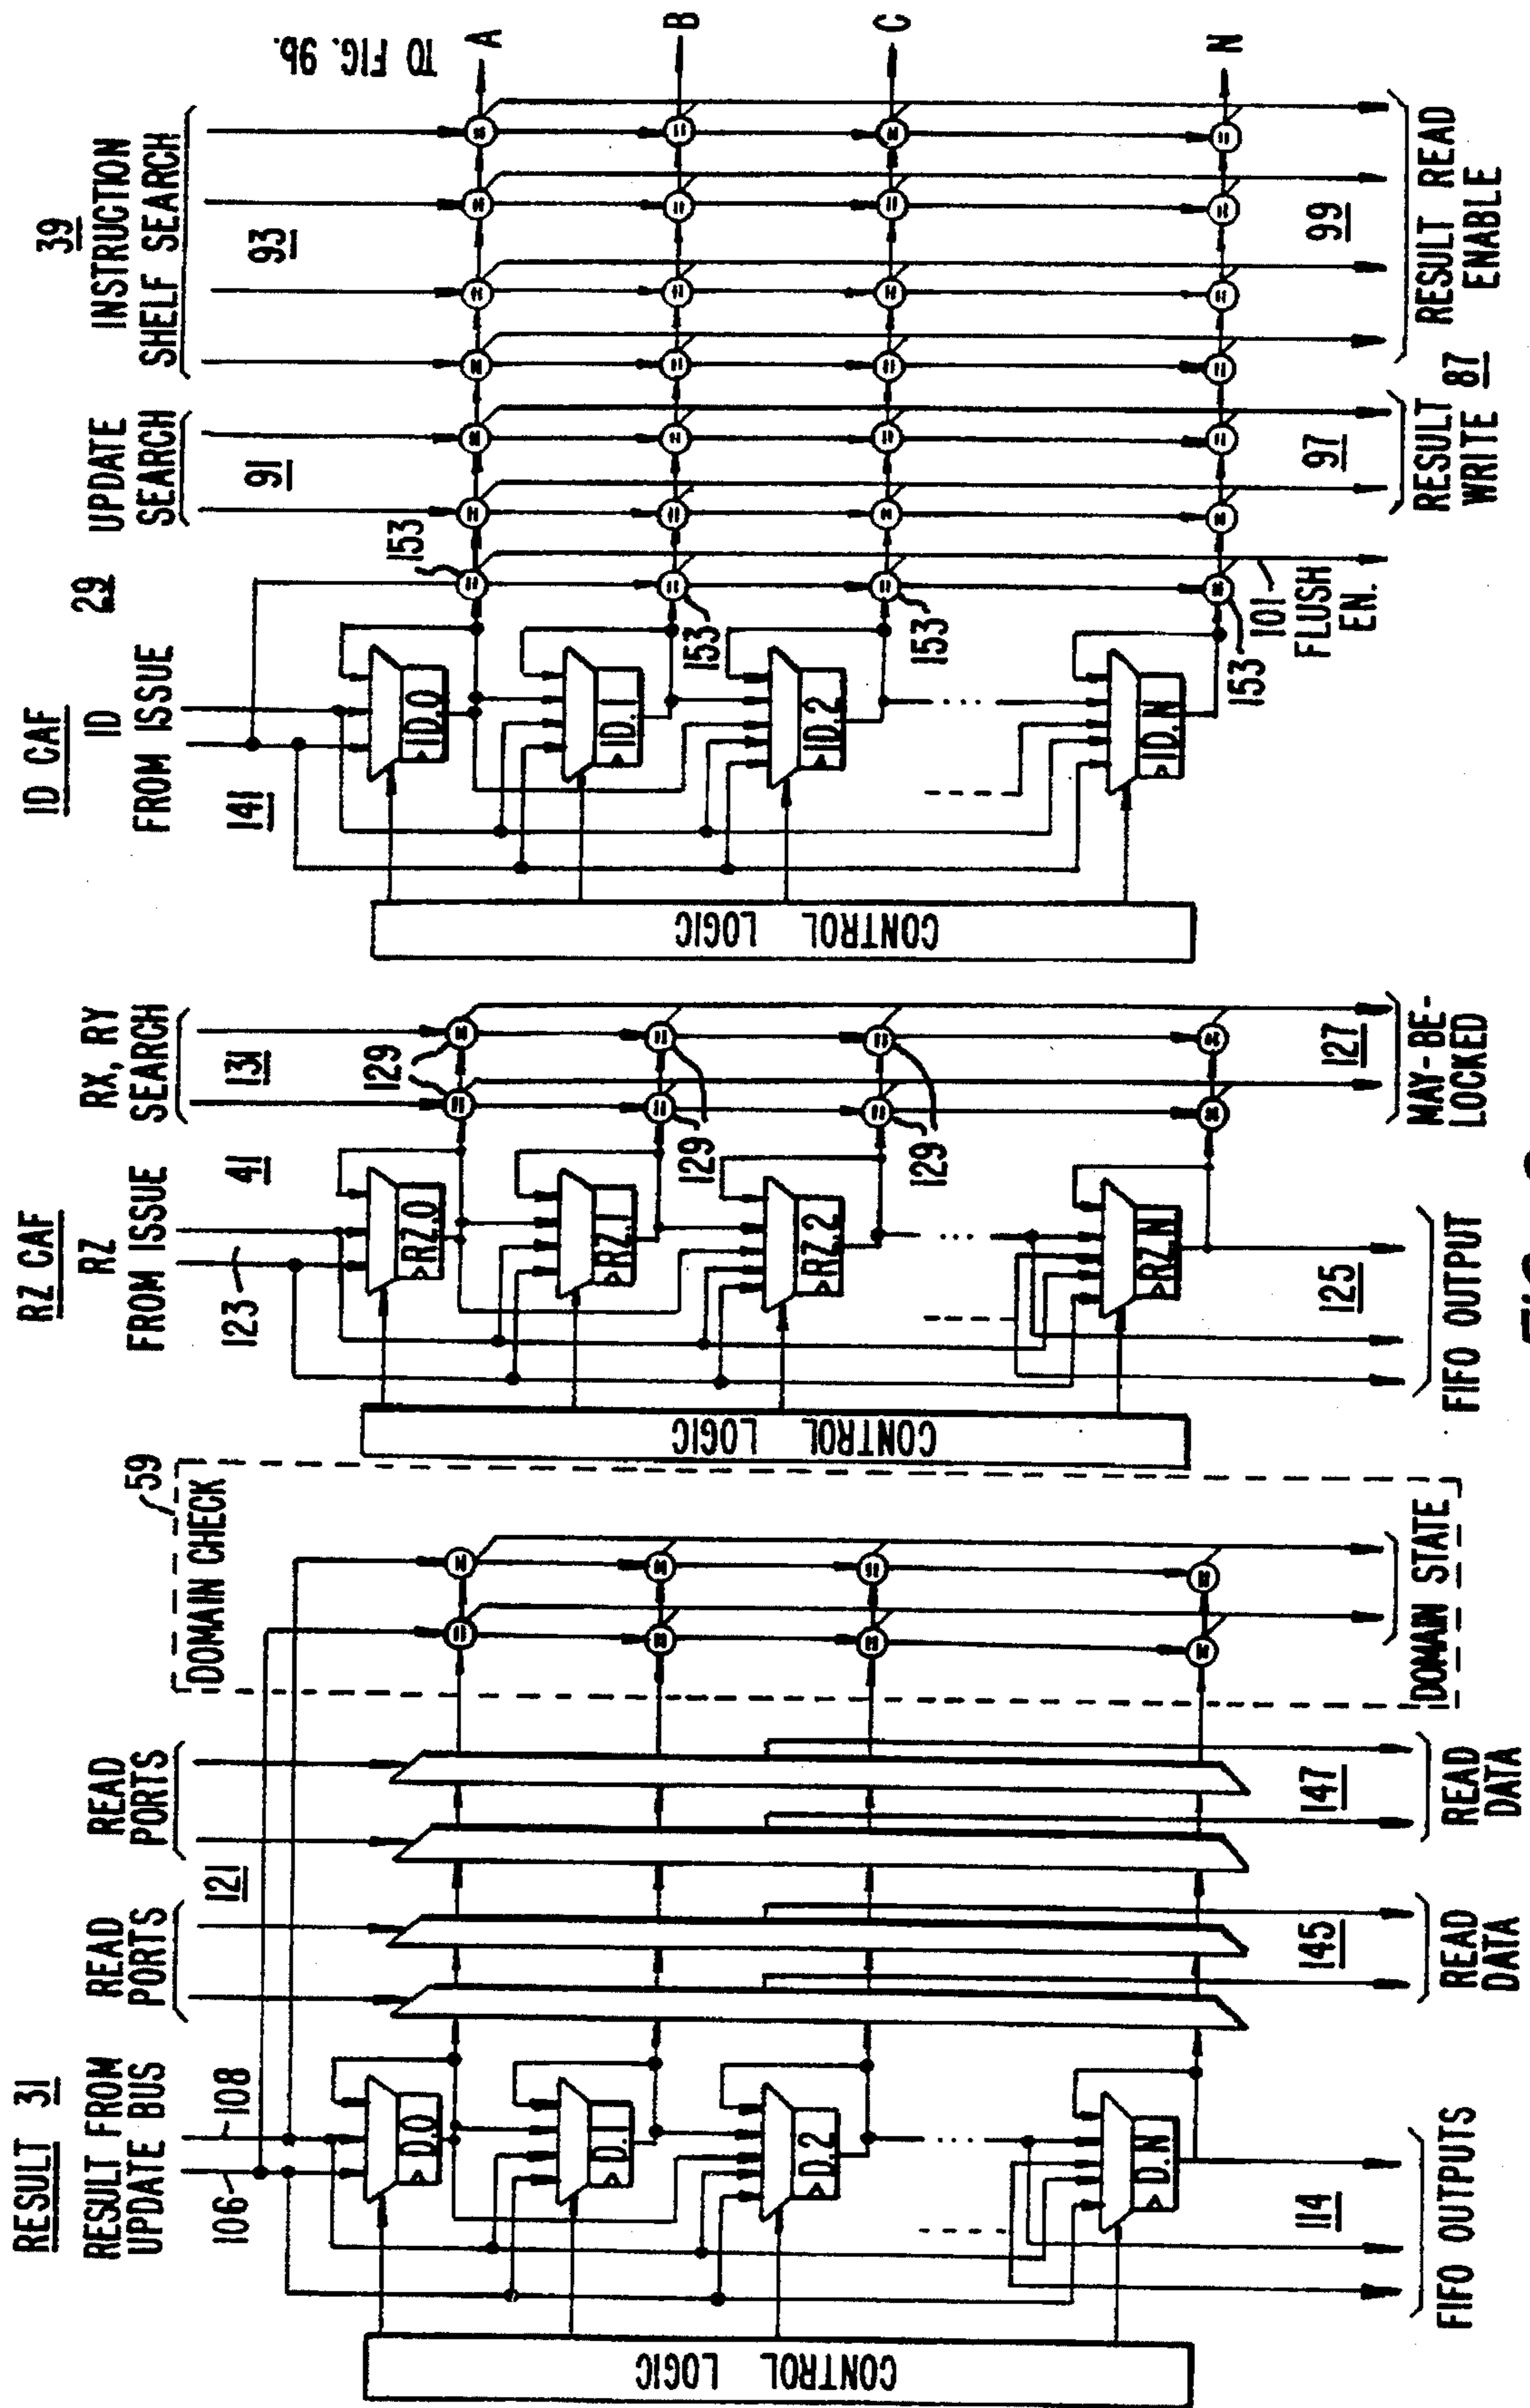 RESULT 31
RESULT FROM
UPDATE BUS
106
108
READ
PORTS
121
READ
PORTS
59
DOMAIN CHECK
CONTROL LOGIC
D.0
D.1
D.2
...
D.N
FIFO OUTPUTS
114
READ
DATA
145
READ
DATA
147
DOMAIN STATE
RZ CAF
RZ
FROM ISSUE
123
41
RX, RY
SEARCH
131
129
CONTROL LOGIC
RZ.0
RZ.1
129
RZ.2
129
...
RZ.N
FIFO OUTPUT
125
MAY-BE-
LOCKED
127
ID CAF
29
ID
FROM ISSUE
141
153
UPDATE
SEARCH
91
39
INSTRUCTION
SHELF SEARCH
93
TO FIG. 9b.
CONTROL LOGIC
ID.0
A
ID.1
153
B
ID.2
153
C
...
ID.N
153
N
101
FLUSH
EN.
97
RESULT
WRITE 87
99
RESULT READ
ENABLE